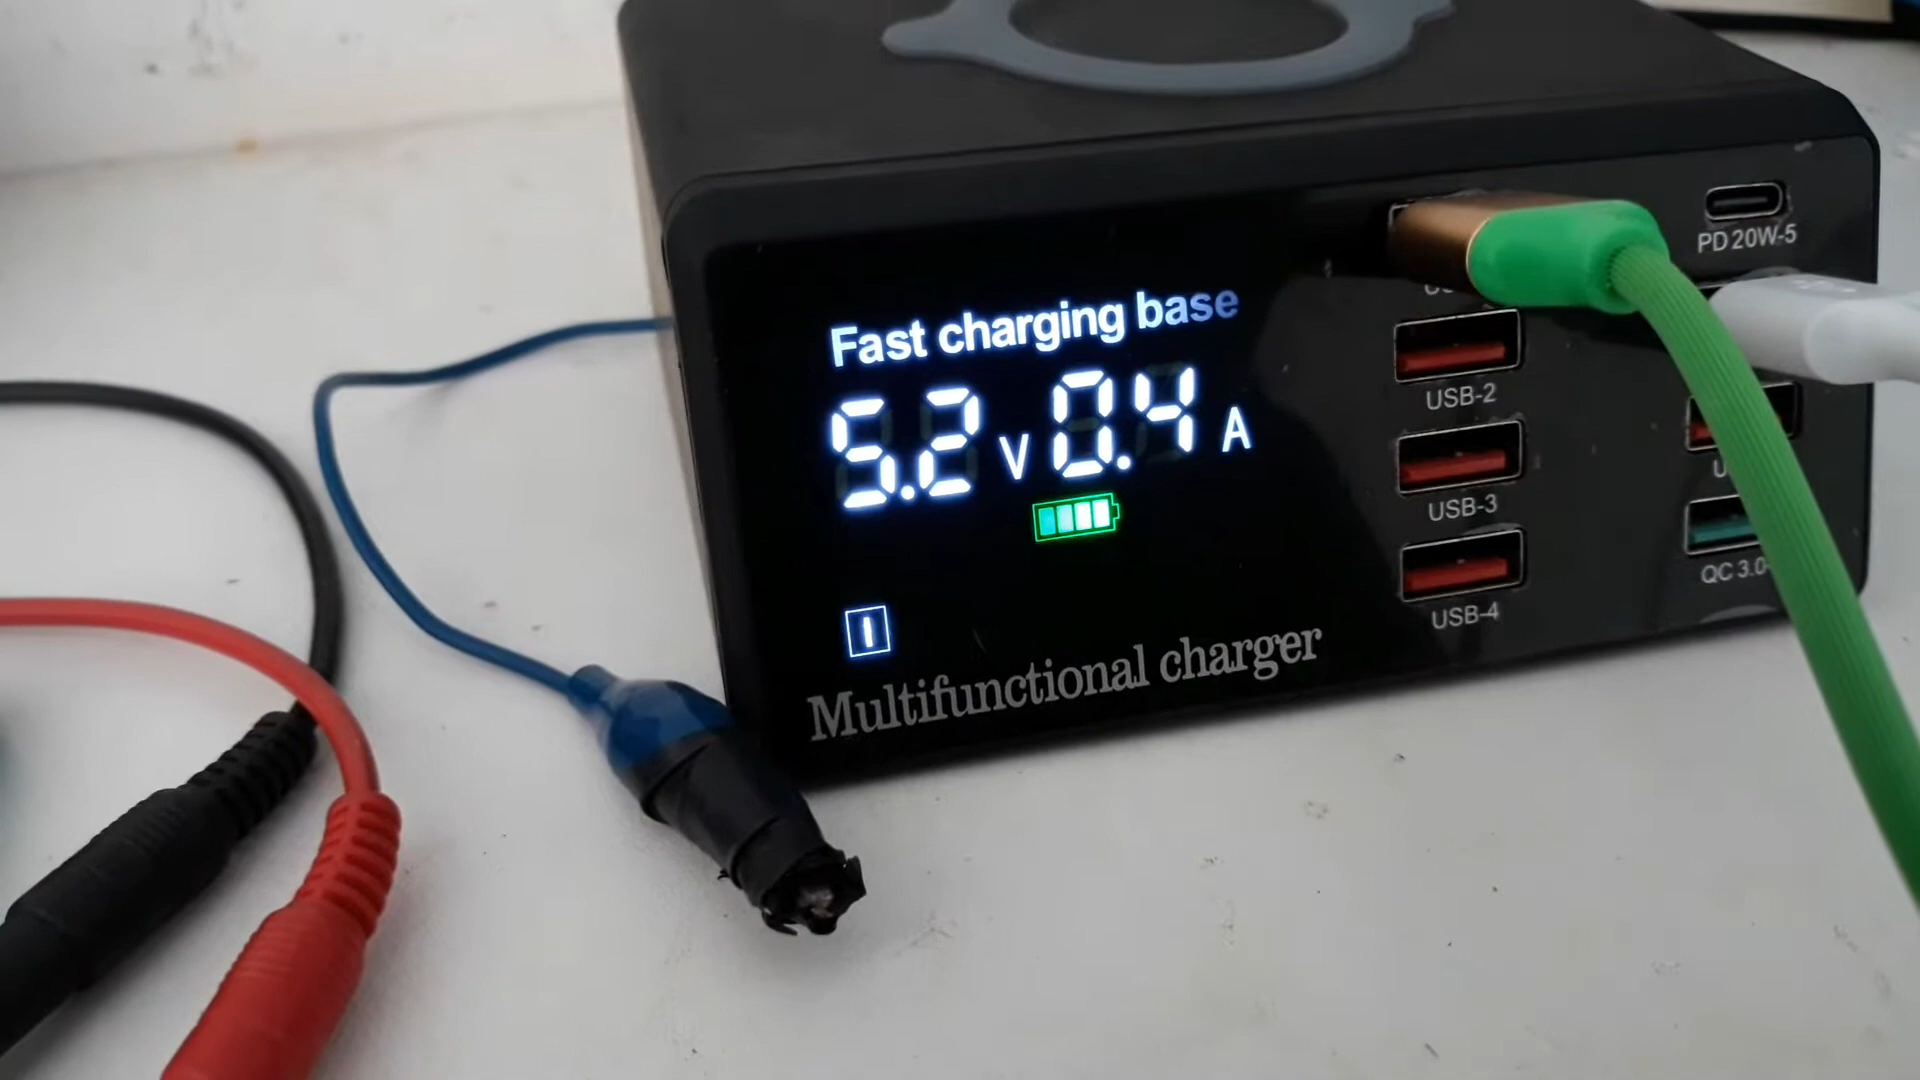 Fast charging base
5.2 V 0.4 A
Multifunctional charger
USB-2
USB-3
USB-4
PD 20W-5
QC 3.0